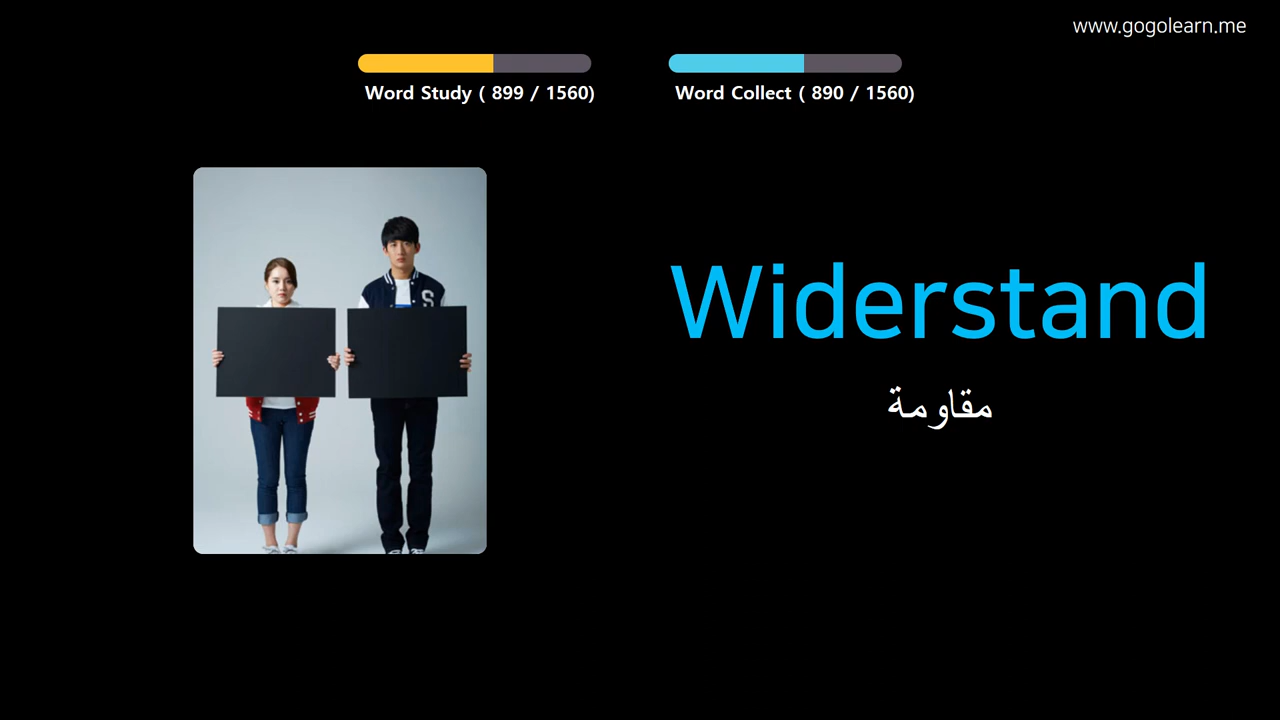 www.gogolearn.me
Word Study ( 899 / 1560)
Word Collect ( 890 / 1560)
S
Widerstand
مقاومة